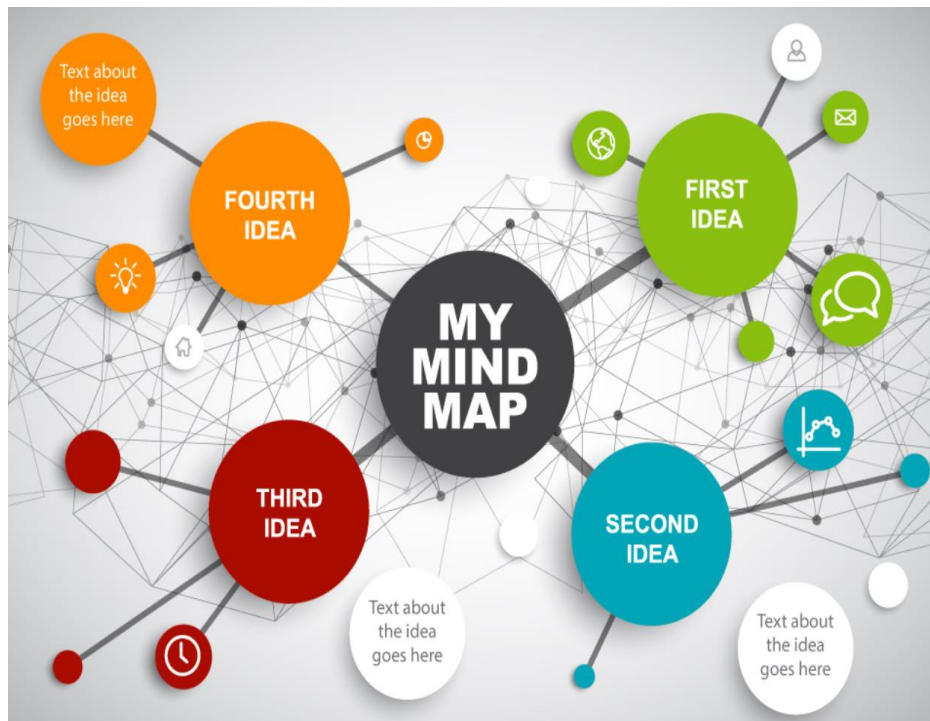 Text about
the idea
goes here
FOURTH
IDEA
FIRST
IDEA
MY
MIND
MAP
THIRD
IDEA
SECOND
IDEA
Text about
the idea
goes here
Text about
the idea
goes here